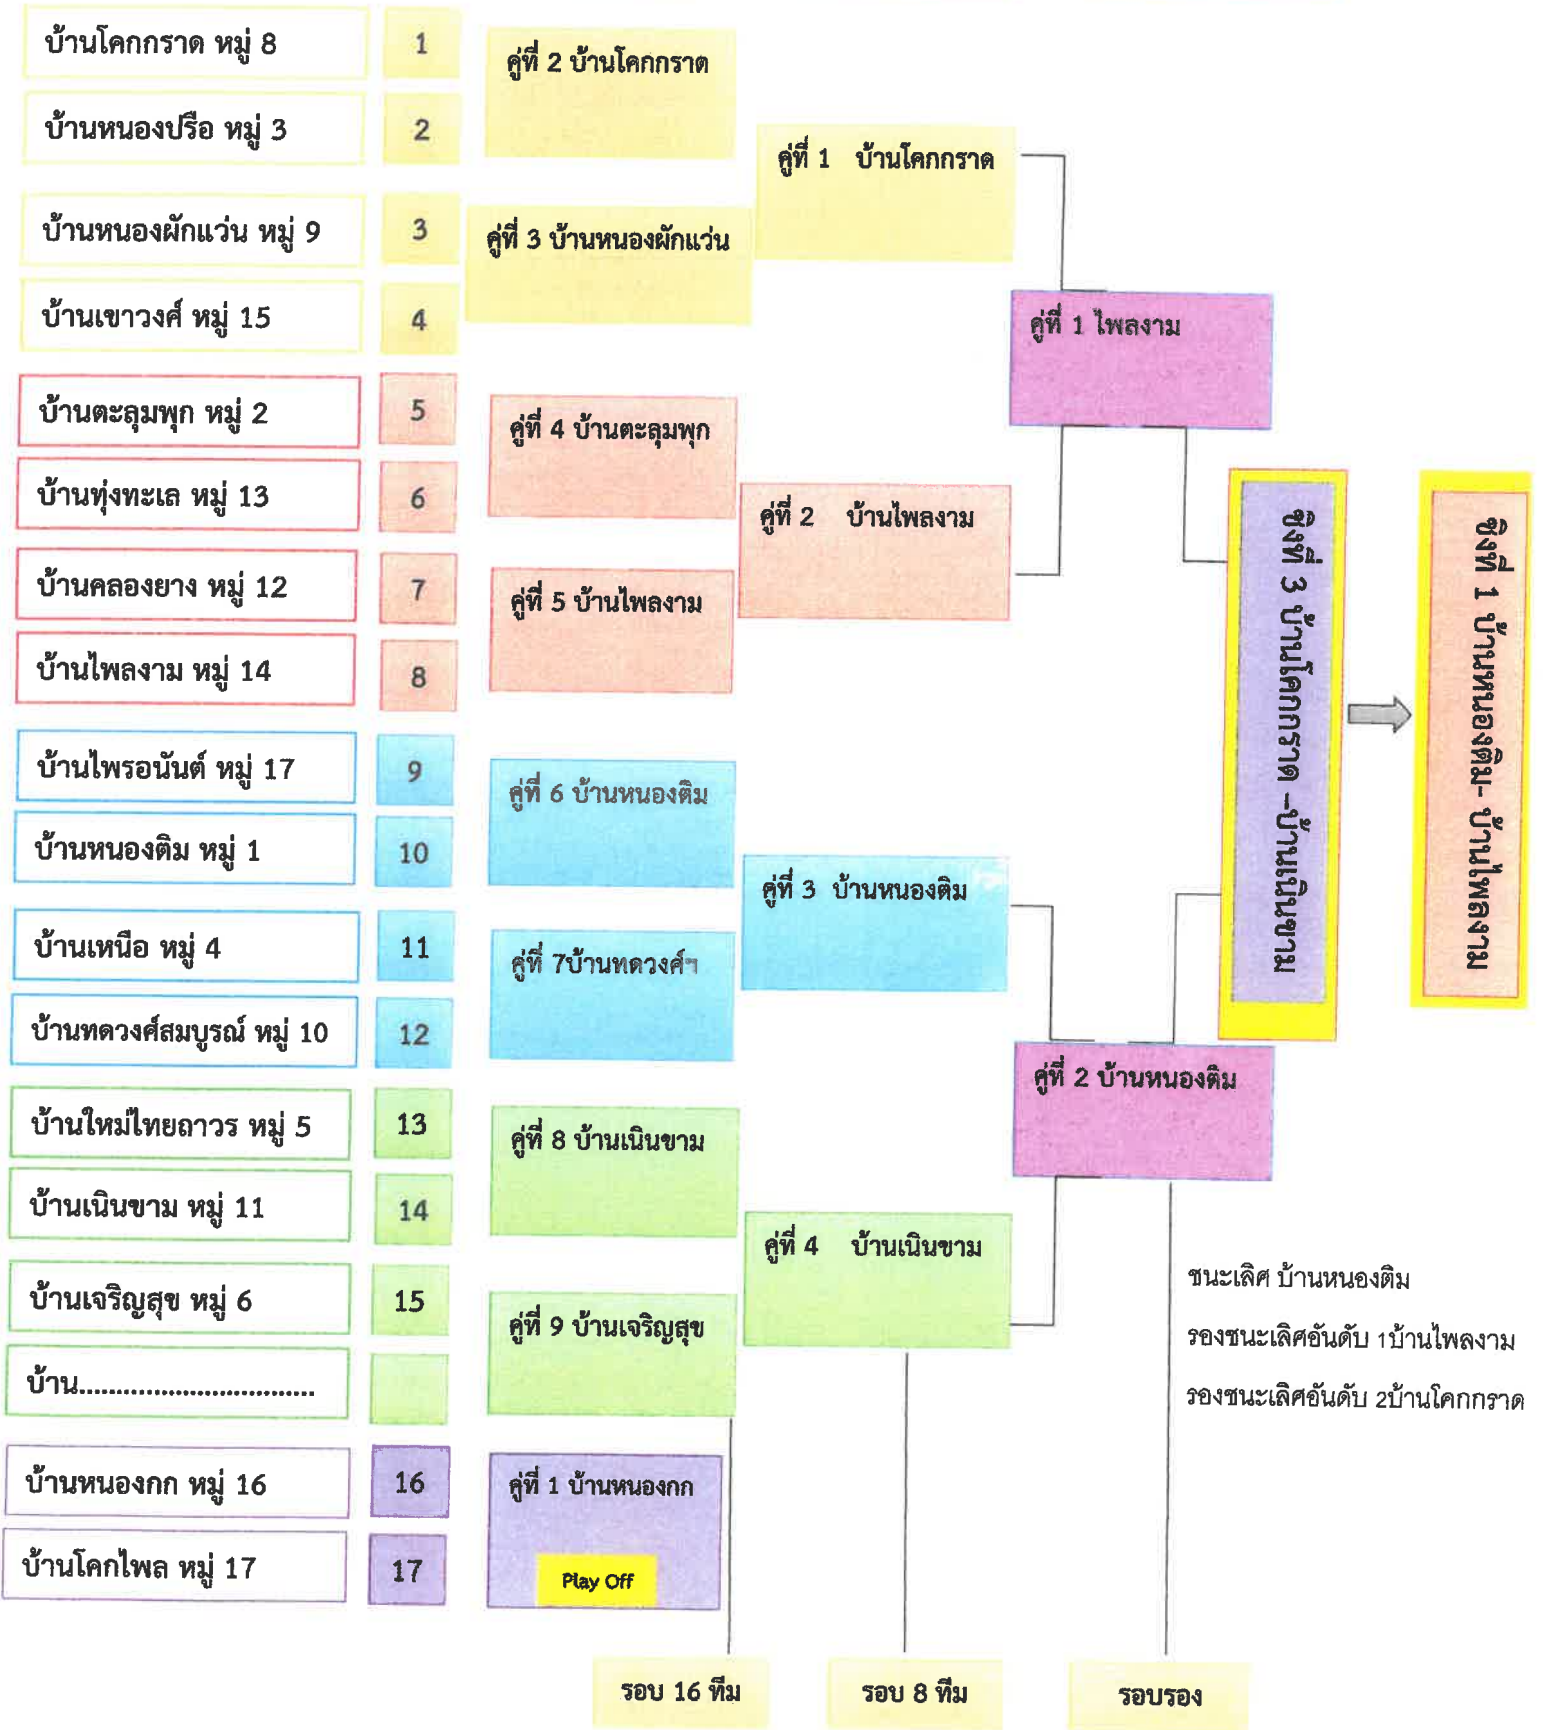 บ้านโคกกราด หมู่ 8
1
บ้านหนองปรือ หมู่ 3
2
บ้านหนองผักแว่น หมู่ 9
3
บ้านเขาวงศ์ หมู่ 15
4
บ้านตะลุมพุก หมู่ 2
5
บ้านทุ่งทะเล หมู่ 13
6
บ้านคลองยาง หมู่ 12
7
บ้านไพลงาม หมู่ 14
8
บ้านไพรอนันต์ หมู่ 17
9
บ้านหนองติม หมู่ 1
10
บ้านเหนือ หมู่ 4
11
บ้านทดวงศ์สมบูรณ์ หมู่ 10
12
บ้านใหม่ไทยถาวร หมู่ 5
13
บ้านเนินขาม หมู่ 11
14
บ้านเจริญสุข หมู่ 6
15
บ้าน...............................
บ้านหนองกก หมู่ 16
16
บ้านโคกไพล หมู่ 17
17
คู่ที่ 2 บ้านโคกกราด
คู่ที่ 3 บ้านหนองผักแว่น
คู่ที่ 4 บ้านตะลุมพุก
คู่ที่ 5 บ้านไพลงาม
คู่ที่ 6 บ้านหนองติม
คู่ที่ 7บ้านทดวงศ์ฯ
คู่ที่ 8 บ้านเนินขาม
คู่ที่ 9 บ้านเจริญสุข
คู่ที่ 1 บ้านหนองกก
Play Off
คู่ที่ 1 บ้านโคกกราด
คู่ที่ 2 บ้านไพลงาม
คู่ที่ 3 บ้านหนองติม
คู่ที่ 4 บ้านเนินขาม
คู่ที่ 1 ไพลงาม
คู่ที่ 2 บ้านหนองติม
ชิงที่ 3 บ้านโคกกราด -บ้านเนินขาม
ชิงที่ 1 บ้านหนองติม- บ้านไพลงาม
ชนะเลิศ บ้านหนองติม
รองชนะเลิศอันดับ 1บ้านไพลงาม
รองชนะเลิศอันดับ 2บ้านโคกกราด
รอบ 16 ทีม
รอบ 8 ทีม
รอบรอง